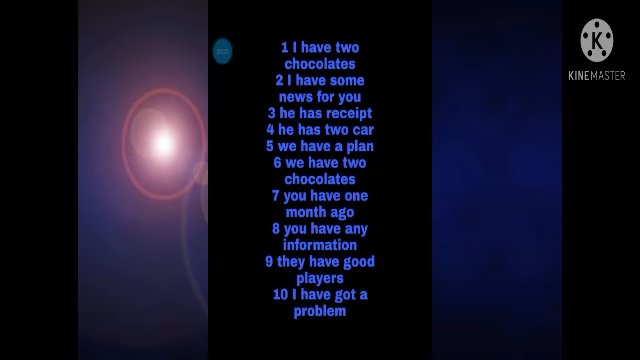 1 I have two
chocolates
2 I have some
news for you
3 he has receipt
4 he has two car
5 we have a plan
6 we have two
chocolates
7 you have one
month ago
8 you have any
information
9 they have good
players
10 I have got a
problem
K
KINEMASTER